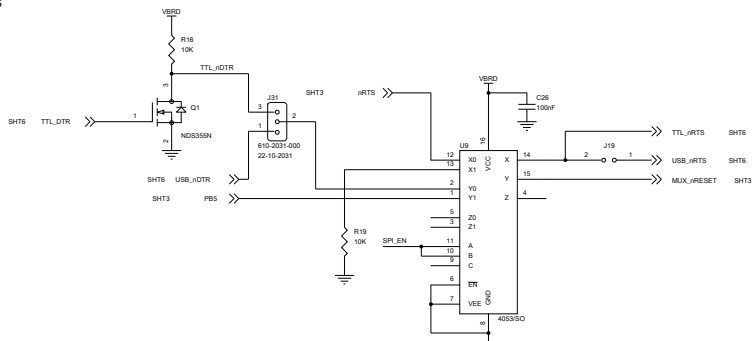 VBRD
R16
10K
TTL_nDTR
3
Q1
SHT6 TTL_DTR
1
NDS355N
2
J31
3
2
1
610-2031-000
22-10-2031
SHT6 USB_nDTR
SHT3 PB5
SHT3 nRTS
VBRD
C26
100nF
R19
10K
SPI_EN
U9
16
VCC
12 X0 X 14
13 X1
Y 15
2 Y0
1 Y1 Z 4
5 Z0
3 Z1
11 A
10 B
9 C
6 EN
7 VEE GND
8
4053/SO
J19
2 1
TTL_nRTS SHT6
USB_nRTS SHT6
MUX_nRESET SHT3